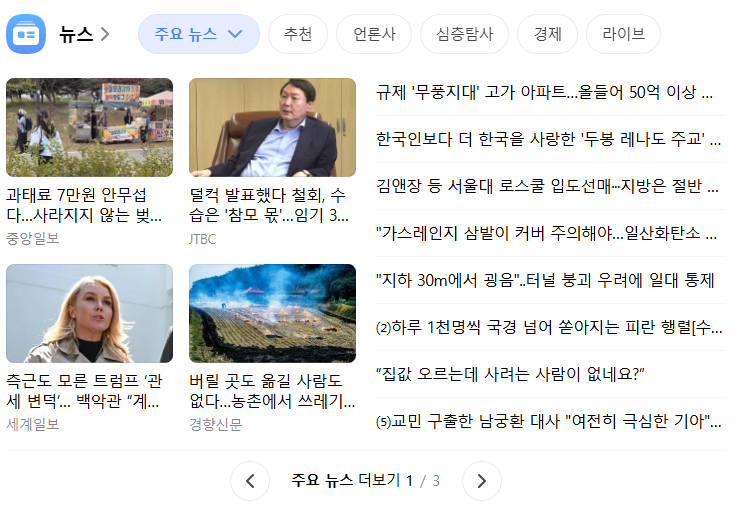 뉴스
주요 뉴스
추천
언론사
심층탐사
경제
라이브
과태료 7만원 안무섭
다...사라지지 않는 벚...
중앙일보
덜컥 발표했다 철회, 수
습은 '참모 몫'...임기 3...
JTBC
측근도 모른 트럼프 ‘관
세 변덕’... 백악관 “계...
세계일보
버릴 곳도 옮길 사람도
없다...농촌에서 쓰레기...
경향신문
규제 '무풍지대' 고가 아파트...올들어 50억 이상 ...
한국인보다 더 한국을 사랑한 '두봉 레나도 주교' ...
김앤장 등 서울대 로스쿨 입도선매···지방은 절반 ...
"가스레인지 삼발이 커버 주의해야...일산화탄소 ...
"지하 30m에서 굉음"..터널 붕괴 우려에 일대 통제
⑵하루 1천명씩 국경 넘어 쏟아지는 피란 행렬[수...
“집값 오르는데 사려는 사람이 없네요?”
⑸교민 구출한 남궁환 대사 "여전히 극심한 기아"...
주요 뉴스 더보기 1 / 3